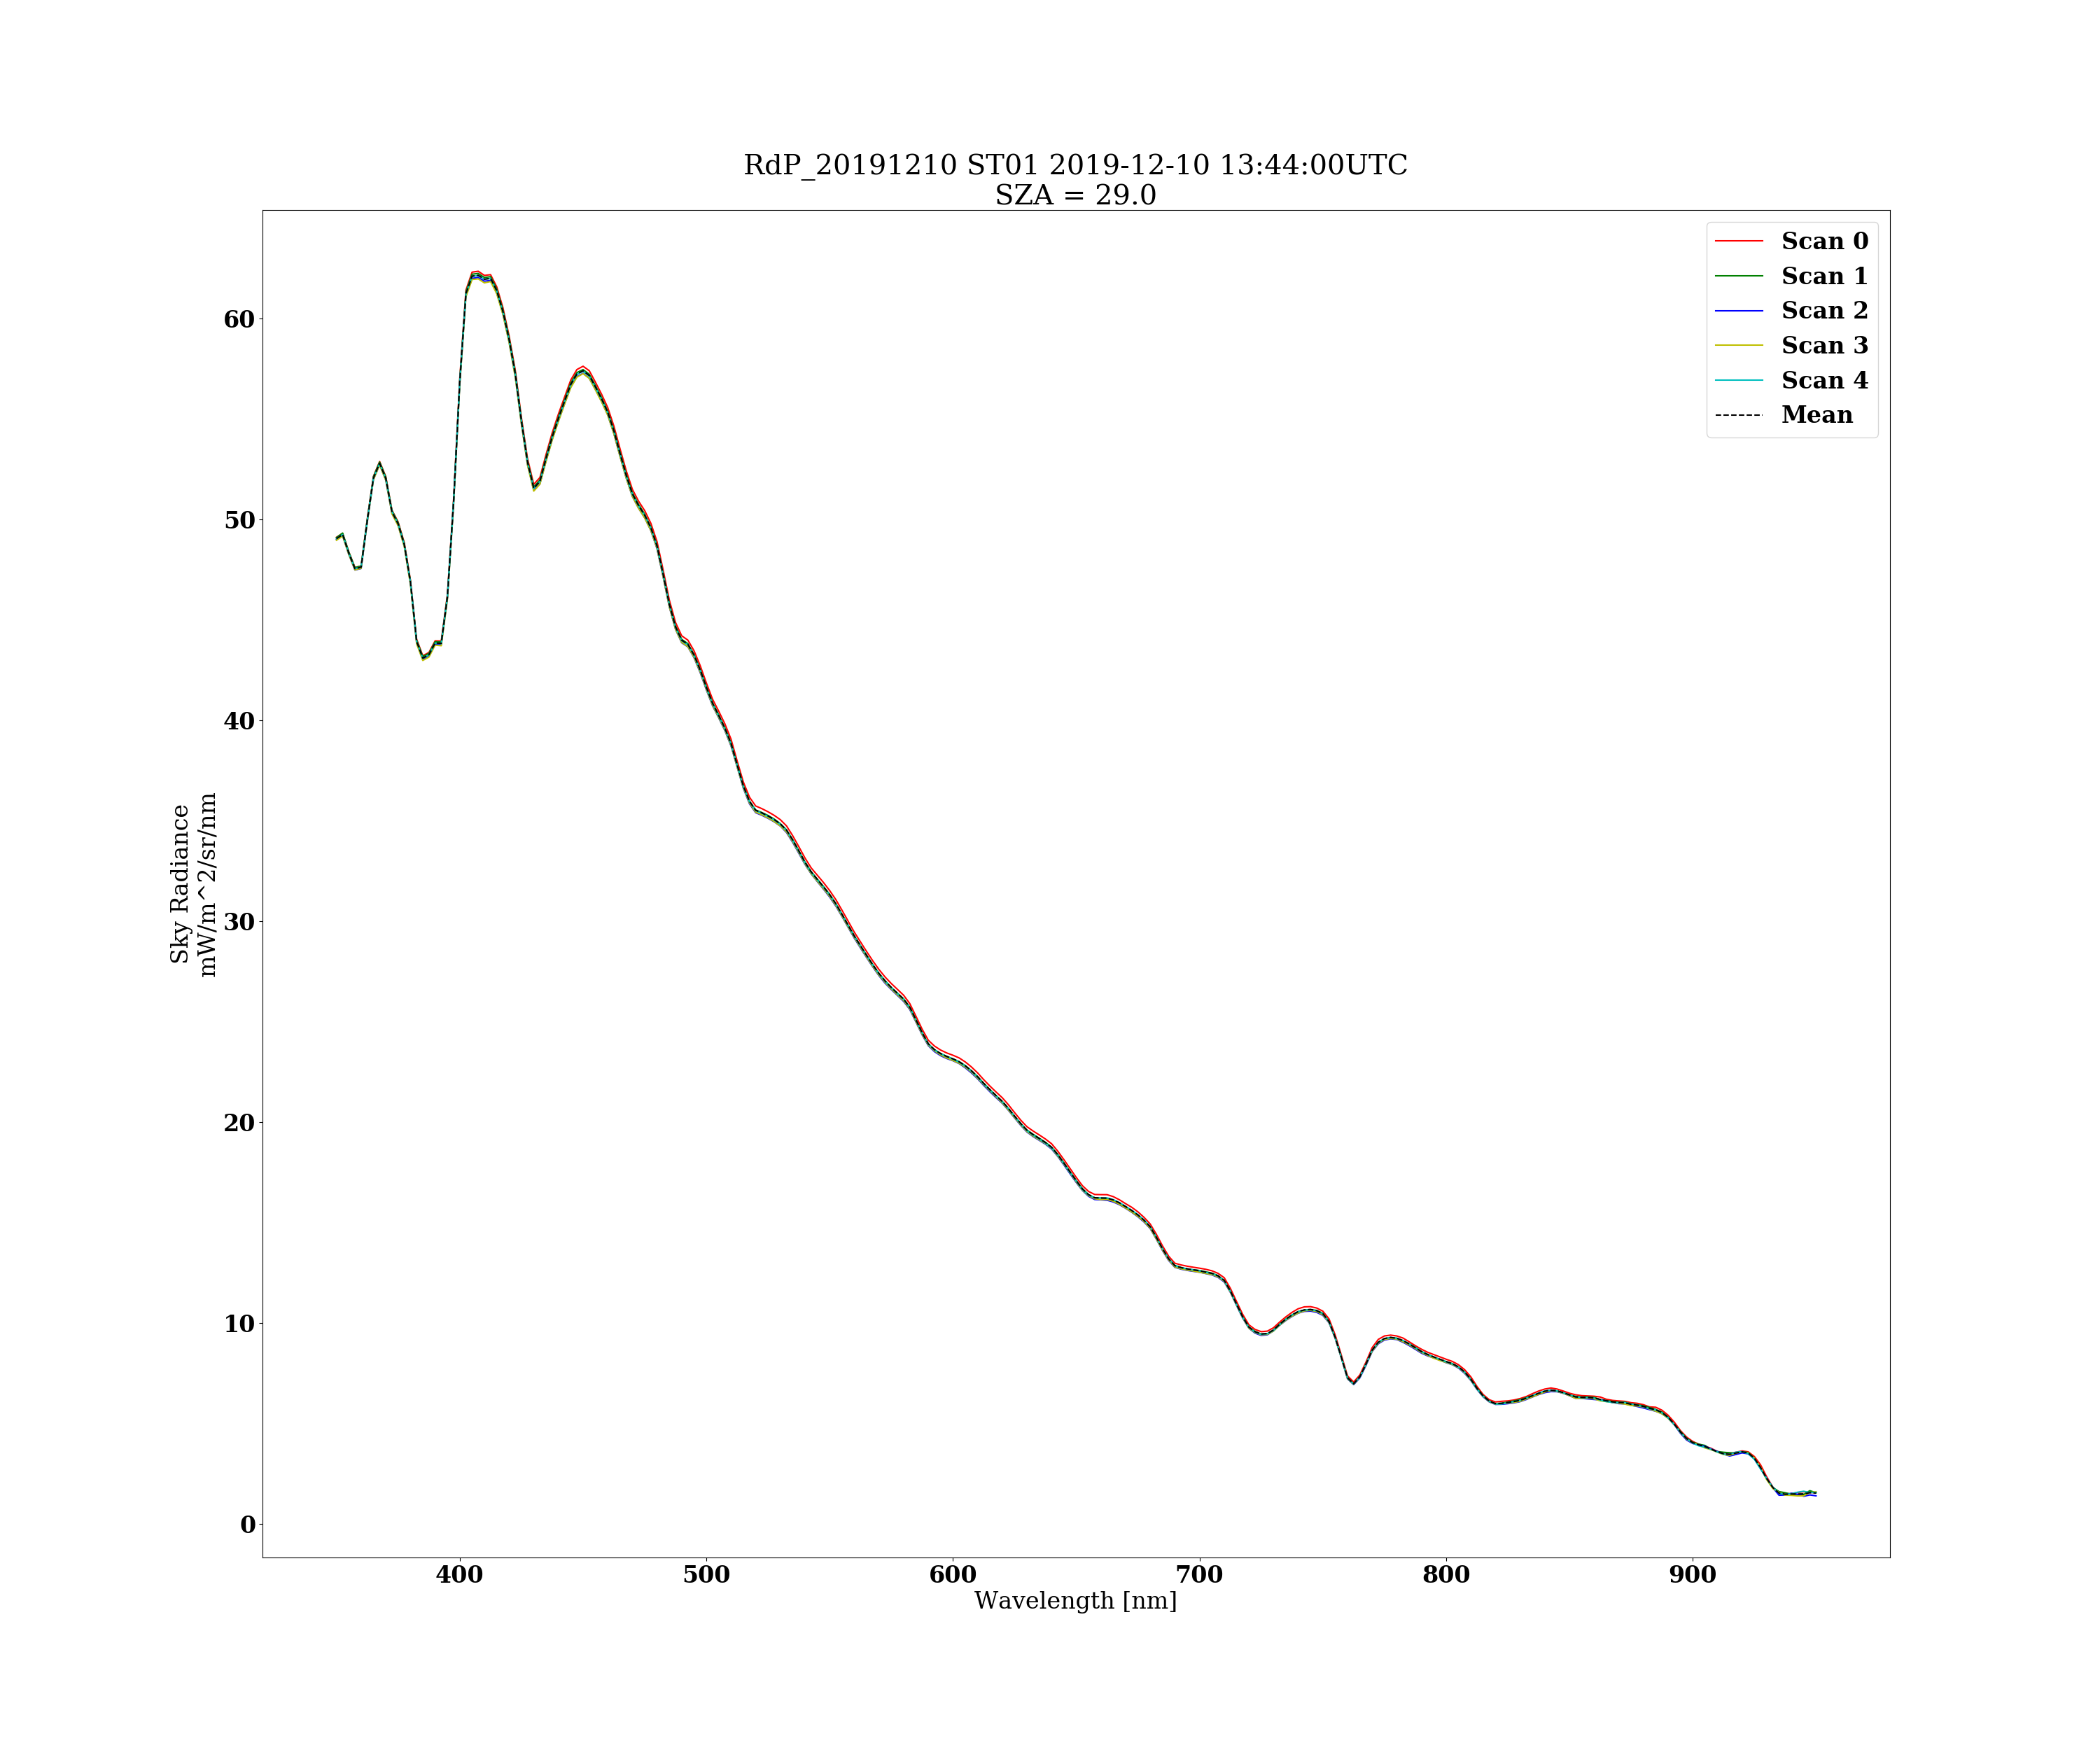 RdP_20191210 ST01 2019-12-10 13:44:00UTC
SZA = 29.0
Scan 0
Scan 1
Scan 2
Scan 3
Scan 4
Mean
Sky Radiance
mW/m^2/sr/nm
60
50
40
30
20
10
0
400 500 600 700 800 900
Wavelength [nm]